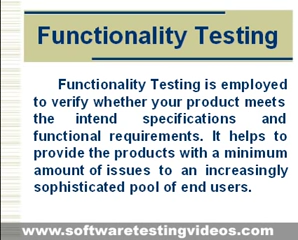 Functionality Testing
Functionality Testing is employed
to verify whether your product meets
the intend specifications and
functional requirements. It helps to
provide the products with a minimum
amount of issues to an increasingly
sophisticated pool of end users.
www.softwaretestingvideos.com